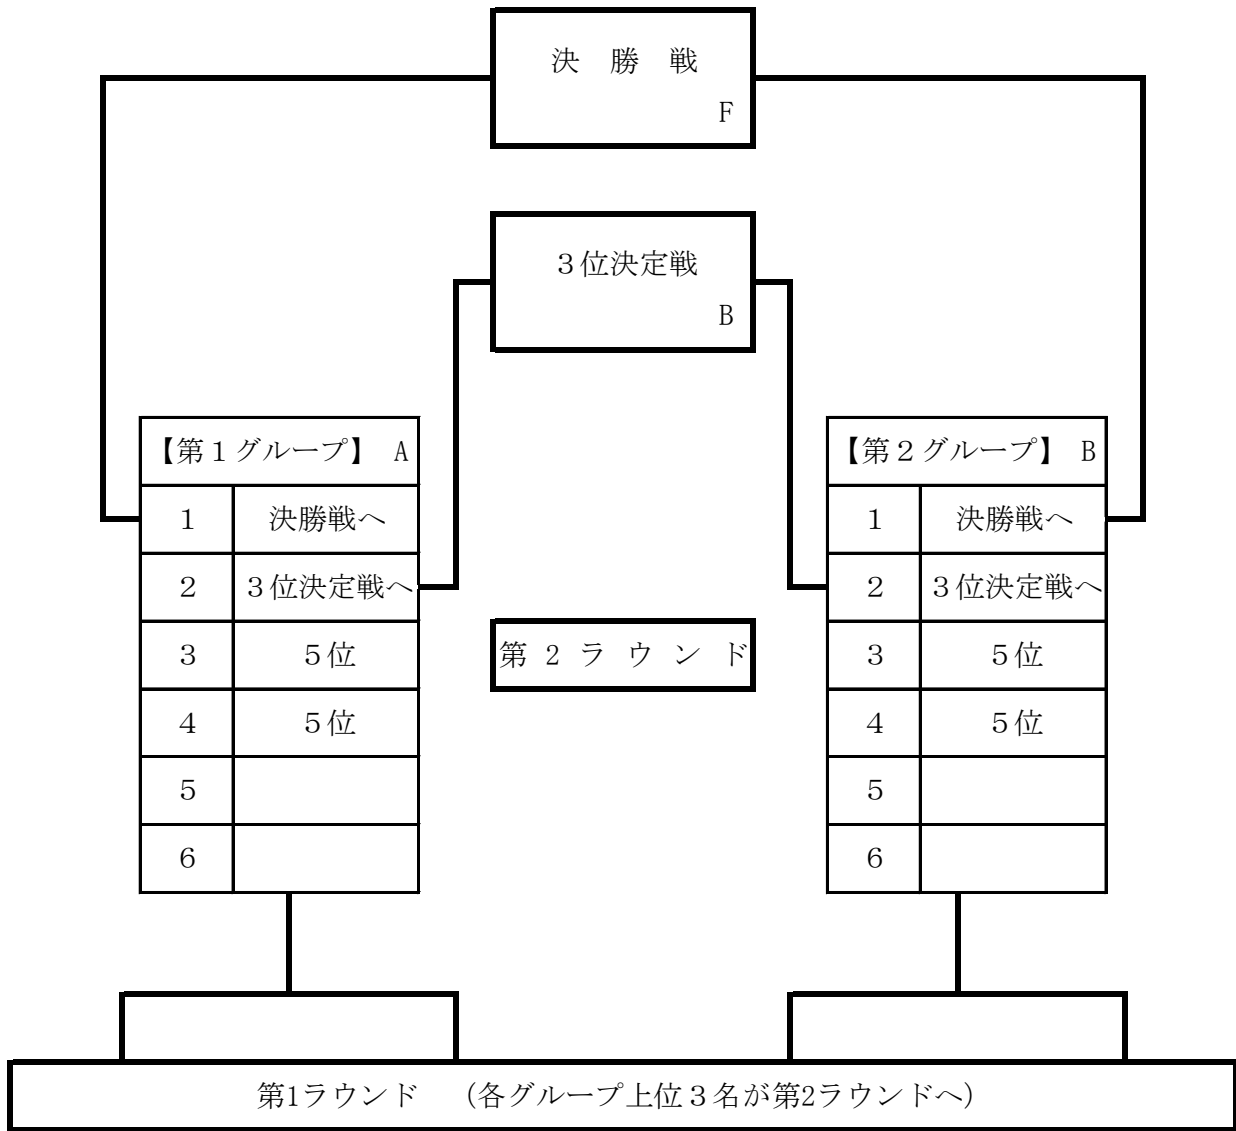 決　勝　戦
F
３位決定戦
B
【第１グループ】 A
1 決勝戦へ
2 ３位決定戦へ
3 ５位
4 ５位
5
6
【第２グループ】 B
1 決勝戦へ
2 ３位決定戦へ
3 ５位
4 ５位
5
6
第 2 ラ ウ ン ド
第1ラウンド　（各グループ上位３名が第2ラウンドへ）